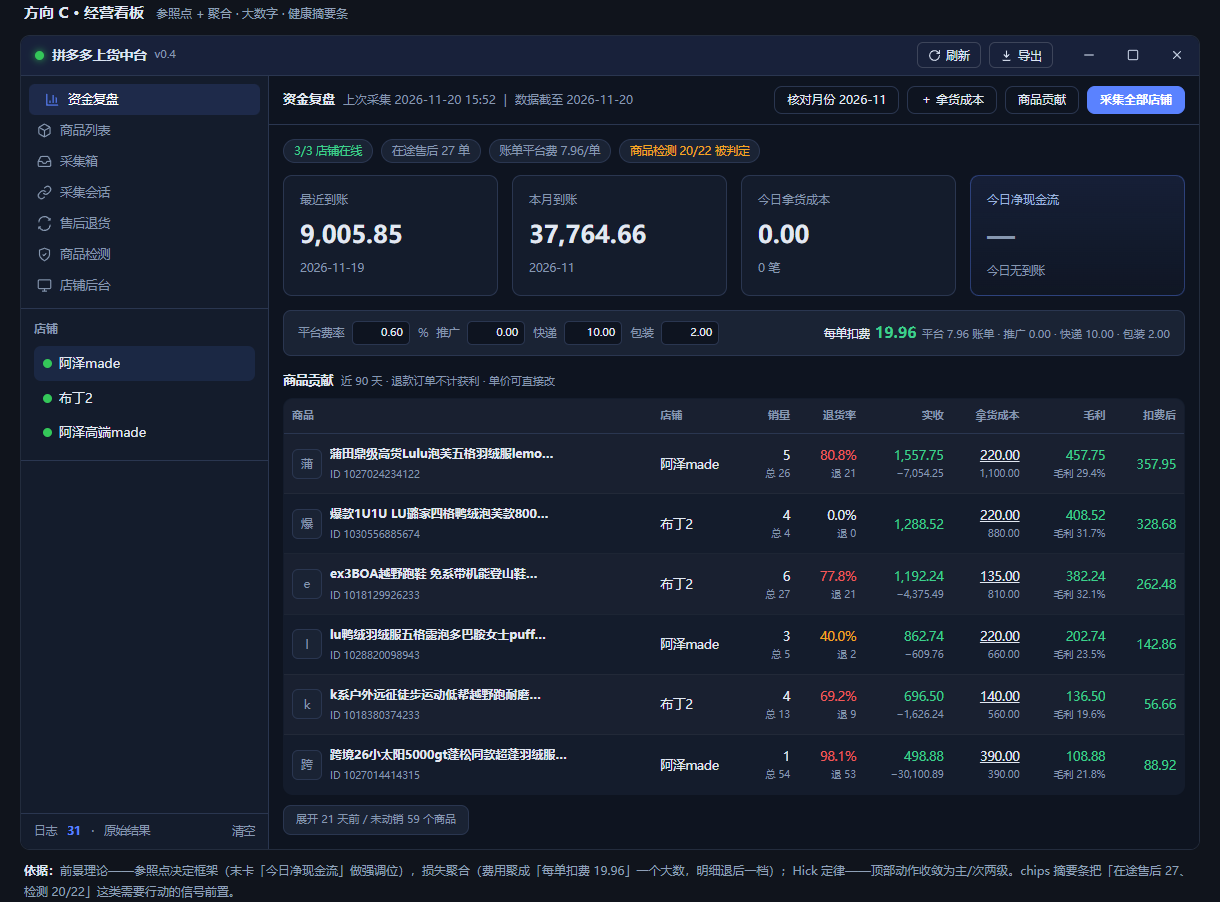 方向 C • 经营看板 参照点 + 聚合 · 大数字 · 健康摘要条
拼多多上货中台 v0.4 刷新 导出
资金复盘
商品列表
采集箱
采集会话
售后退货
商品检测
店铺后台
店铺
阿泽made
布丁2
阿泽高端made
日志 31 · 原始结果 清空
资金复盘 上次采集 2026-11-20 15:52 | 数据截至 2026-11-20 核对月份 2026-11 + 拿货成本 商品贡献 采集全部店铺
3/3 店铺在线 在途售后 27 单 账单平台费 7.96/单 商品检测 20/22 被判定
最近到账
9,005.85
2026-11-19
本月到账
37,764.66
2026-11
今日拿货成本
0.00
0 笔
今日净现金流
—
今日无到账
平台费率 0.60 % 推广 0.00 快递 10.00 包装 2.00 每单扣费 19.96 平台 7.96 账单 · 推广 0.00 · 快递 10.00 · 包装 2.00
商品贡献 近 90 天 · 退款订单不计获利 · 单价可直接改
商品 店铺 销量 退货率 实收 拿货成本 毛利 扣费后
蒲 莆田鼎级高货Lulu泡芙五格羽绒服lemo... 阿泽made 5 80.8% 1,557.75 220.00 457.75 357.95
ID 1027024234122 总 26 退 21 −7,054.25 1,100.00 毛利 29.4%
爆 爆款1U1U LU璐家四格鸭绒泡芙款800... 布丁2 4 0.0% 1,288.52 220.00 408.52 328.68
ID 1030556885674 总 4 退 0 880.00 毛利 31.7%
e ex3BOA越野跑鞋 免系带机能登山鞋... 布丁2 6 77.8% 1,192.24 135.00 382.24 262.48
ID 1018129926233 总 27 退 21 −4,375.49 810.00 毛利 32.1%
l lu鸭绒羽绒服五格面泡多巴胺女士puff... 阿泽made 3 40.0% 862.74 220.00 202.74 142.86
ID 1028820098943 总 5 退 2 −609.76 660.00 毛利 23.5%
k k系户外远征徒步运动低帮越野跑耐磨... 布丁2 4 69.2% 696.50 140.00 136.50 56.66
ID 1018380374233 总 13 退 9 −1,626.24 560.00 毛利 19.6%
跨 跨境26小太阳5000gt蓬松同款超蓬羽绒服... 阿泽made 1 98.1% 498.88 390.00 108.88 88.92
ID 1027014414315 总 54 退 53 −30,100.89 390.00 毛利 21.8%
展开 21 天前 / 未动销 59 个商品
依据：前景理论——参照点决定框架（末卡「今日净现金流」做强调位），损失聚合（费用聚成「每单扣费 19.96」一个大数，明细退后一档）；Hick 定律——顶部动作收敛为主/次两级。chips 摘要条把「在途售后 27、
检测 20/22」这类需要行动的信号前置。